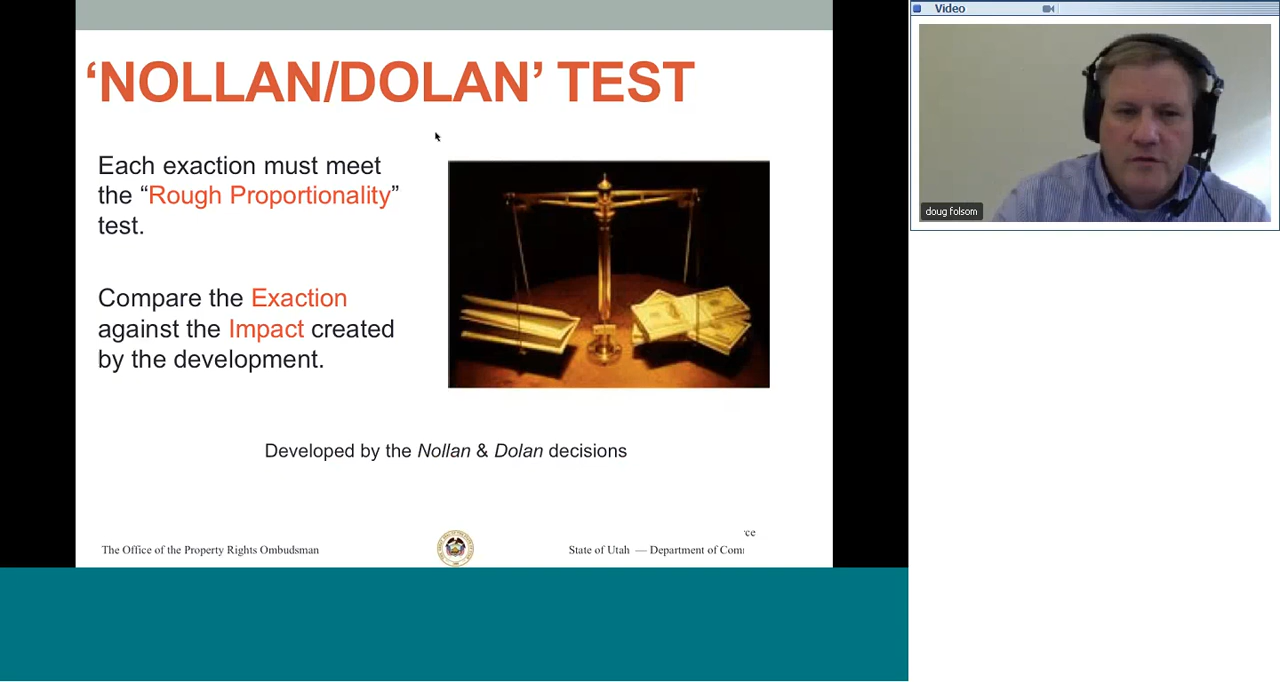 ‘NOLLAN/DOLAN’ TEST
Each exaction must meet
the “Rough Proportionality”
test.
Compare the Exaction
against the Impact created
by the development.
Developed by the Nollan & Dolan decisions
The Office of the Property Rights Ombudsman
State of Utah — Department of Com
rce
Video
doug folsom